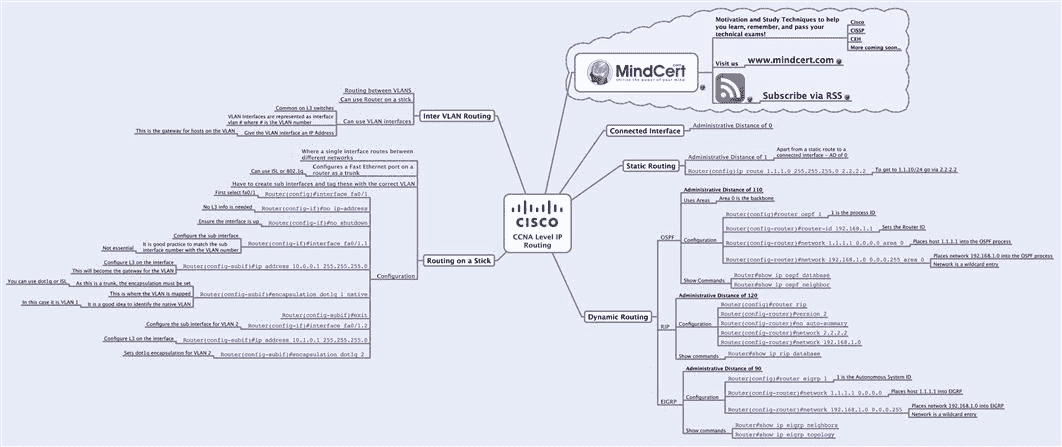 Motivation and Study Techniques to help
you learn, remember, and pass your
technical exams!
Cisco
CISSP
CEH
More coming soon...
MindCert
.com
Utilise the power of your mind
Visit us
www.mindcert.com
Subscribe via RSS
CISCO
CCNA Level IP
Routing
Connected Interface
Administrative Distance of 0
Static Routing
Administrative Distance of 1
Apart from a static route to a
connected interface - AD of 0
Router(config)ip route 1.1.1.0 255.255.255.0 2.2.2.2
To get to 1.1.10/24 go via 2.2.2.2
Dynamic Routing
OSPF
Administrative Distance of 110
Uses Areas
Area 0 is the backbone
Configuration
Router(config)#router ospf 1
1 is the process ID
Router(config-router)#router-id 192.168.1.1
Sets the Router ID
Router(config-router)#network 1.1.1.1 0.0.0.0 area 0
Places host 1.1.1.1 into the OSPF process
Router(config-router)#network 192.168.1.0 0.0.0.255 area 0
Places network 192.168.1.0 into the OSPF process
Network is a wildcard entry
Show Commands
Router#show ip ospf database
Router#show ip ospf neighbor
RIP
Administrative Distance of 120
Configuration
Router(config)#router rip
Router(config-router)#version 2
Router(config-router)#no auto-summary
Router(config-router)#network 2.2.2.2
Router(config-router)#network 192.168.1.0
Show commands
Router#show ip rip database
EIGRP
Administrative Distance of 90
Configuration
Router(config)#router eigrp 1
1 is the Autonomous System ID
Router(config-router)#network 1.1.1.1 0.0.0.0
Places host 1.1.1.1 into EIGRP
Router(config-router)#network 192.168.1.0 0.0.0.255
Places network 192.168.1.0 into EIGRP
Network is a wildcard entry
Show commands
Router#show ip eigrp neighbors
Router#show ip eigrp topology
Inter VLAN Routing
Routing between VLANS
Can use Router on a stick
Can use VLAN interfaces
Common on L3 switches
VLAN Interfaces are represented as interface
vlan # where # is the VLAN number
Give the VLAN interface an IP Address
This is the gateway for hosts on the VLAN
Routing on a Stick
Where a single interface routes between
different networks
Configures a Fast Ethernet port on a
router as a trunk
Can use ISL or 802.1q
Have to create sub interfaces and tag these with the correct VLAN
Configuration
Router(config)#interface fa0/1
First select fa0/1
Router(config-if)#no ip-address
No L3 info is needed
Router(config-if)#no shutdown
Ensure the interface is up
Router(config-if)#interface fa0/1.1
Configure the sub interface
It is good practice to match the sub
interface number with the VLAN number
Not essential
Router(config-subif)#ip address 10.0.0.1 255.255.255.0
Configure L3 on the interface
This will become the gateway for the VLAN
Router(config-subif)#encapsulation dot1q 1 native
As this is a trunk, the encapsulation must be set
You can use dot1q or ISL
This is where the VLAN is mapped
It is a good idea to identify the native VLAN
In this case it is VLAN 1
Router(config-subif)#exit
Router(config-if)#interface fa0/1.2
Configure the sub interface for VLAN 2
Router(config-subif)#ip address 10.1.0.1 255.255.255.0
Configure L3 on the interface
Router(config-subif)#encapsulation dot1q 2
Sets dot1q encapsulation for VLAN 2